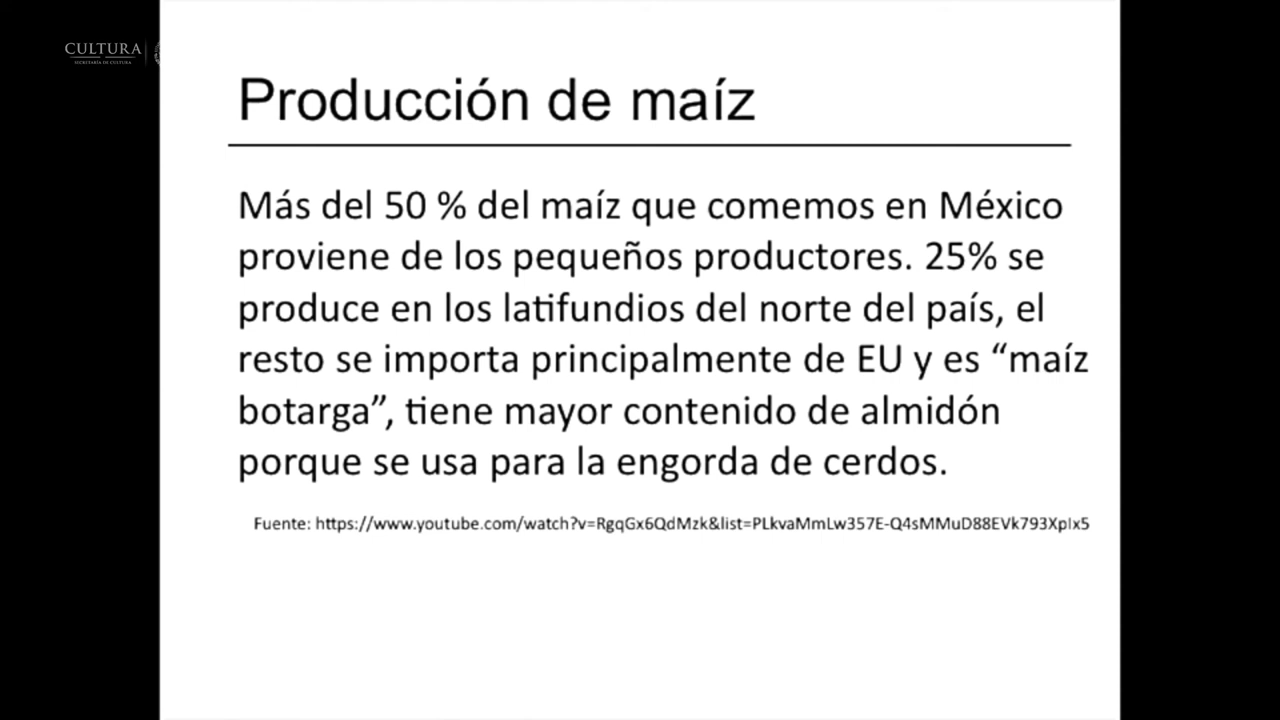 CULTURA
SECRETARÍA DE CULTURA
Producción de maíz
Más del 50 % del maíz que comemos en México
proviene de los pequeños productores. 25% se
produce en los latifundios del norte del país, el
resto se importa principalmente de EU y es “maíz
botarga”, tiene mayor contenido de almidón
porque se usa para la engorda de cerdos.
Fuente: https://www.youtube.com/watch?v=RgqGx6QdMzk&list=PLkvaMmLw357E-Q4sMMuD88EVk793XpIx5